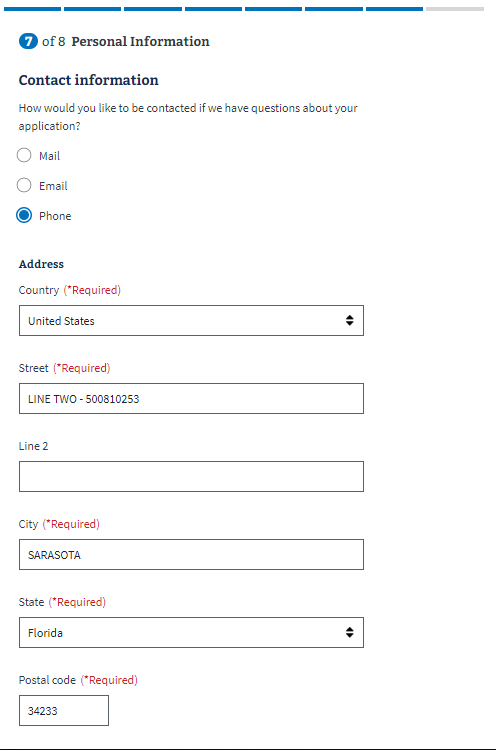 7 of 8 Personal Information
Contact information
How would you like to be contacted if we have questions about your
application?
Mail
Email
Phone
Address
Country (*Required)
United States
Street (*Required)
LINE TWO - 500810253
Line 2
City (*Required)
SARASOTA
State (*Required)
Florida
Postal code (*Required)
34233